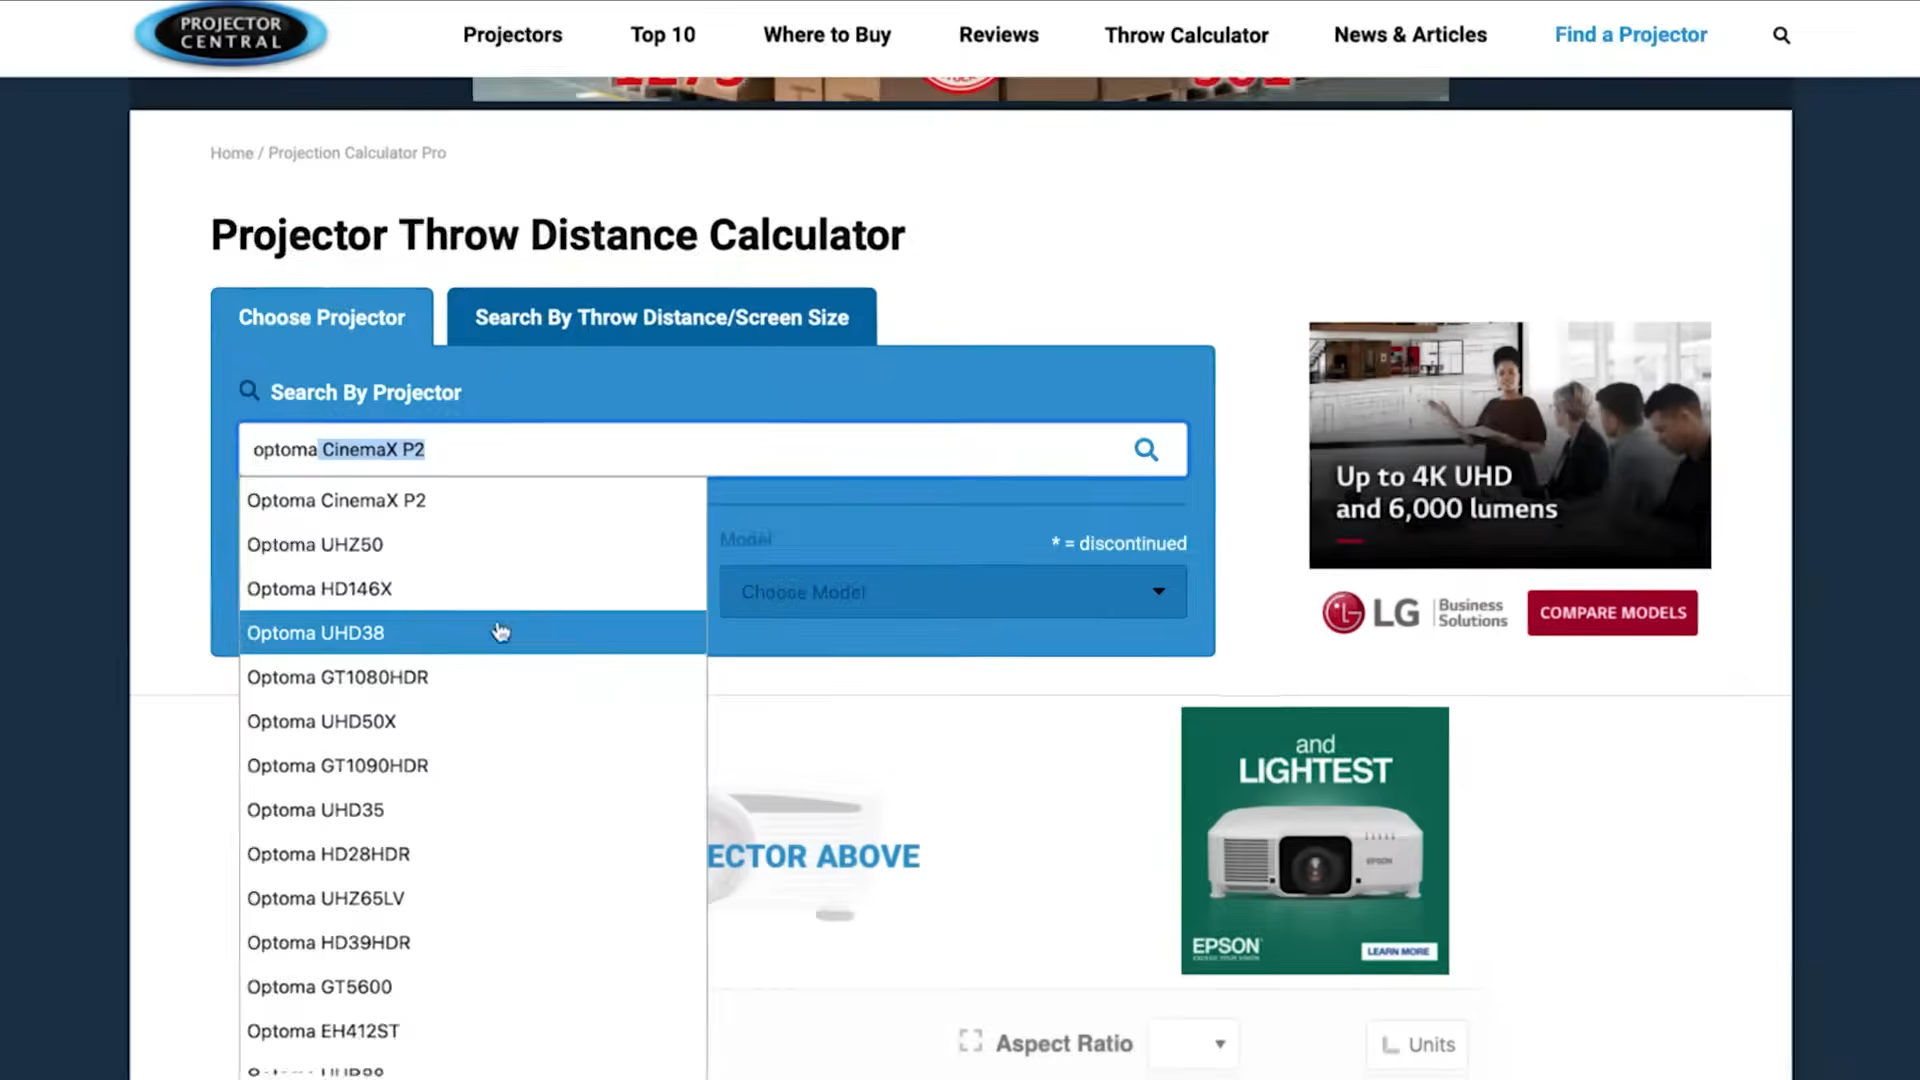 PROJECTOR
CENTRAL
Projectors
Top 10
Where to Buy
Reviews
Throw Calculator
News & Articles
Find a Projector
Home / Projection Calculator Pro
Projector Throw Distance Calculator
Choose Projector
Search By Throw Distance/Screen Size
Search By Projector
optoma CinemaX P2
Optoma CinemaX P2
Optoma UHZ50
Optoma HD146X
Optoma UHD38
Optoma GT1080HDR
Optoma UHD50X
Optoma GT1090HDR
Optoma UHD35
Optoma HD28HDR
Optoma UHZ65LV
Optoma HD39HDR
Optoma GT5600
Optoma EH412ST
Model
* = discontinued
Choose Model
ECTOR ABOVE
Up to 4K UHD
and 6,000 lumens
LG
Business
Solutions
COMPARE MODELS
and
LIGHTEST
EPSON
EPSON
EXCEED YOUR VISION
LEARN MORE
Aspect Ratio
Units